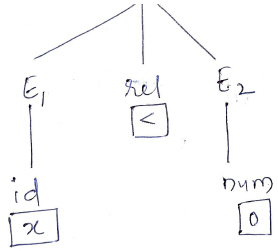 E₁ rel E₂
<
id num
x 0